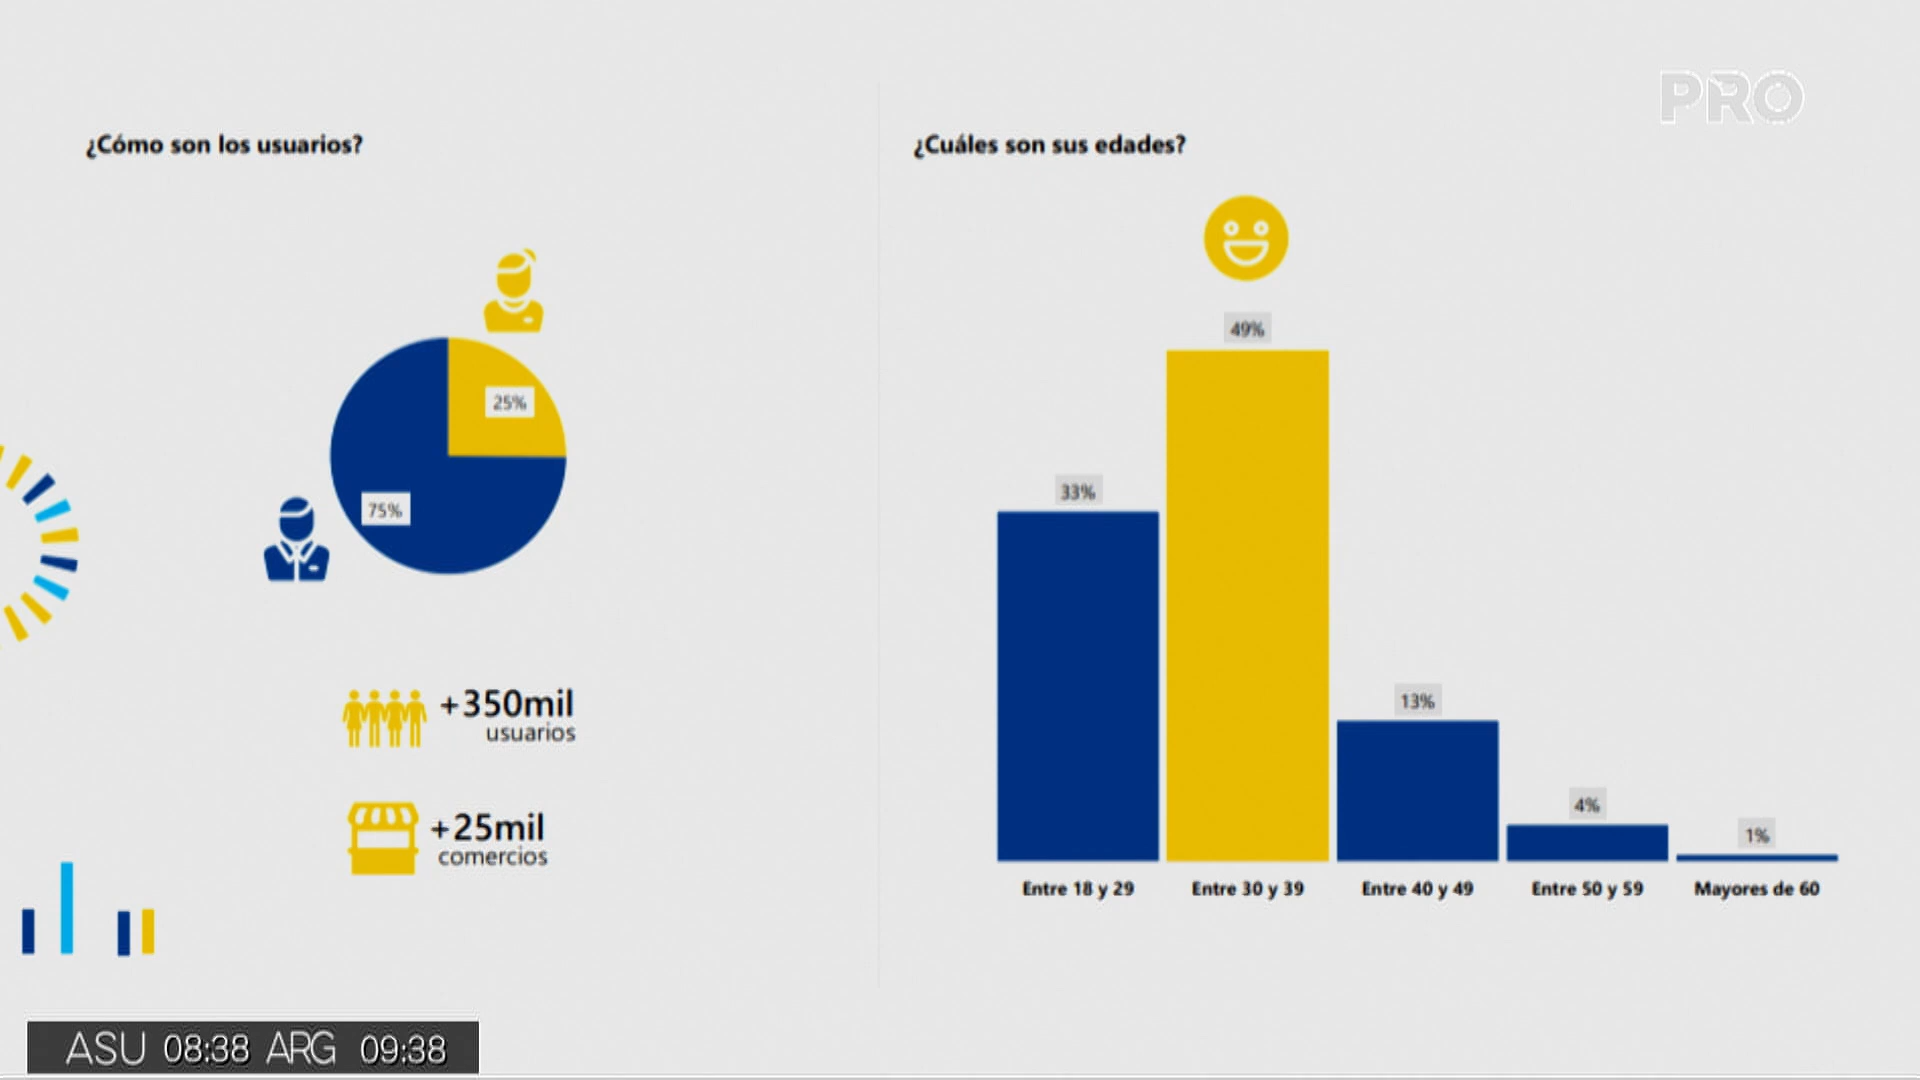 PRO
¿Cómo son los usuarios?
¿Cuáles son sus edades?
25%
75%
+350mil
usuarios
+25mil
comercios
49%
33%
13%
4%
1%
Entre 18 y 29
Entre 30 y 39
Entre 40 y 49
Entre 50 y 59
Mayores de 60
ASU 08:38 ARG 09:38